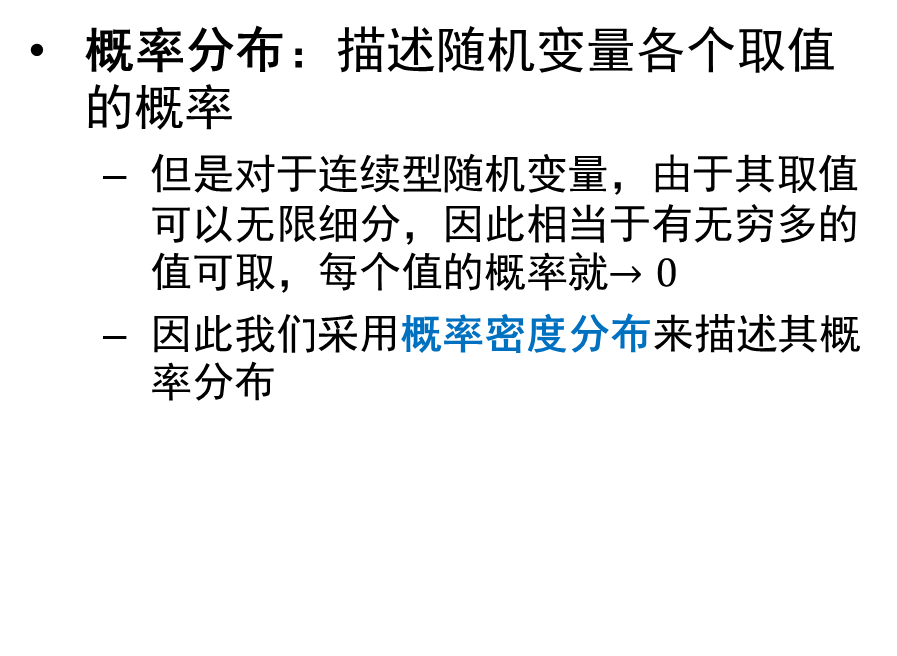 • 概率分布：描述随机变量各个取值
的概率
– 但是对于连续型随机变量，由于其取值
可以无限细分，因此相当于有无穷多的
值可取，每个值的概率就→ 0
– 因此我们采用概率密度分布来描述其概
率分布